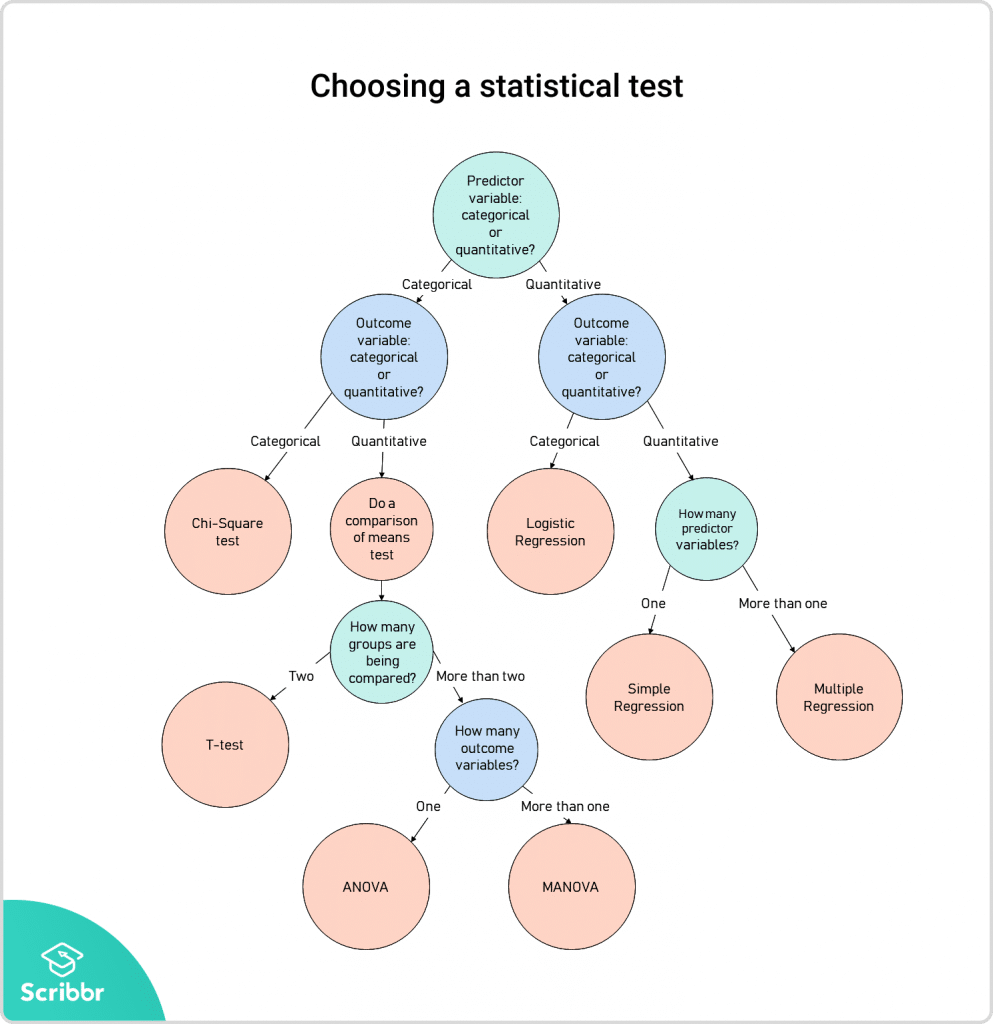 Choosing a statistical test
Predictor
variable:
categorical
or
quantitative?
Categorical
Quantitative
Outcome
variable:
categorical
or
quantitative?
Outcome
variable:
categorical
or
quantitative?
Categorical
Quantitative
Categorical
Quantitative
Chi-Square
test
Do a
comparison
of means
test
Logistic
Regression
How many
predictor
variables?
One
More than one
How many
groups are
being
compared?
Two
More than two
Simple
Regression
Multiple
Regression
T-test
How many
outcome
variables?
One
More than one
ANOVA
MANOVA
Scribbr